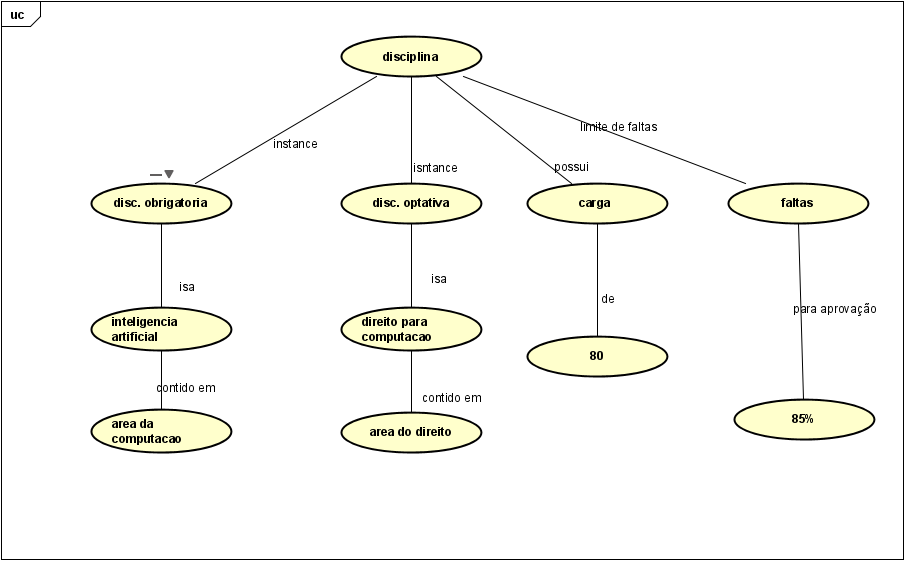 uc
disciplina
limite de faltas
instance
isntance
possui
disc. obrigatoria
disc. optativa
carga
faltas
isa
isa
de
para aprovação
inteligencia
artificial
direito para
computacao
80
contido em
contido em
area da
computacao
area do direito
85%